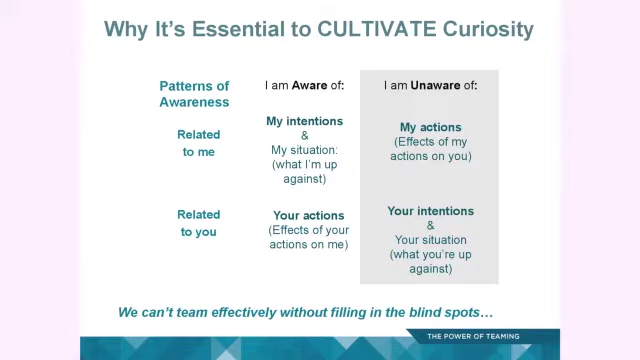 Why It's Essential to CULTIVATE Curiosity
Patterns of
Awareness
I am Aware of:
I am Unaware of:
Related
to me
My intentions
&
My situation:
(what I'm up
against)
My actions
(Effects of my
actions on you)
Related
to you
Your actions
(Effects of your
actions on me)
Your intentions
&
Your situation
(what you're up
against)
We can't team effectively without filling in the blind spots…
THE POWER OF TEAMING